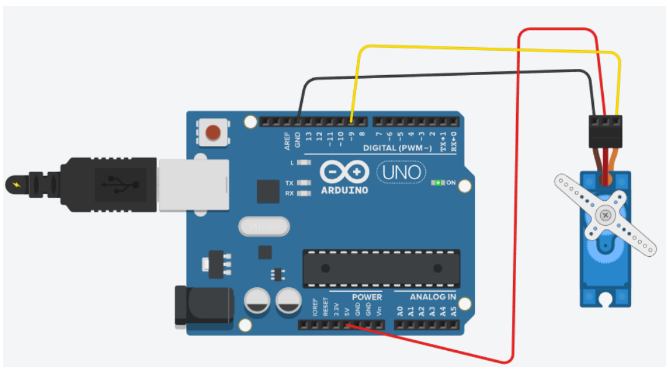 AREF
GND
13
12
~11
~10
~9
8
7
~6
~5
~4
~3
2
TX→1
RX←0
DIGITAL (PWM~)
L
TX
RX
UNO
ARDUINO
ON
IOREF
RESET
3.3V
5V
GND
GND
Vin
POWER
ANALOG IN
A0
A1
A2
A3
A4
A5